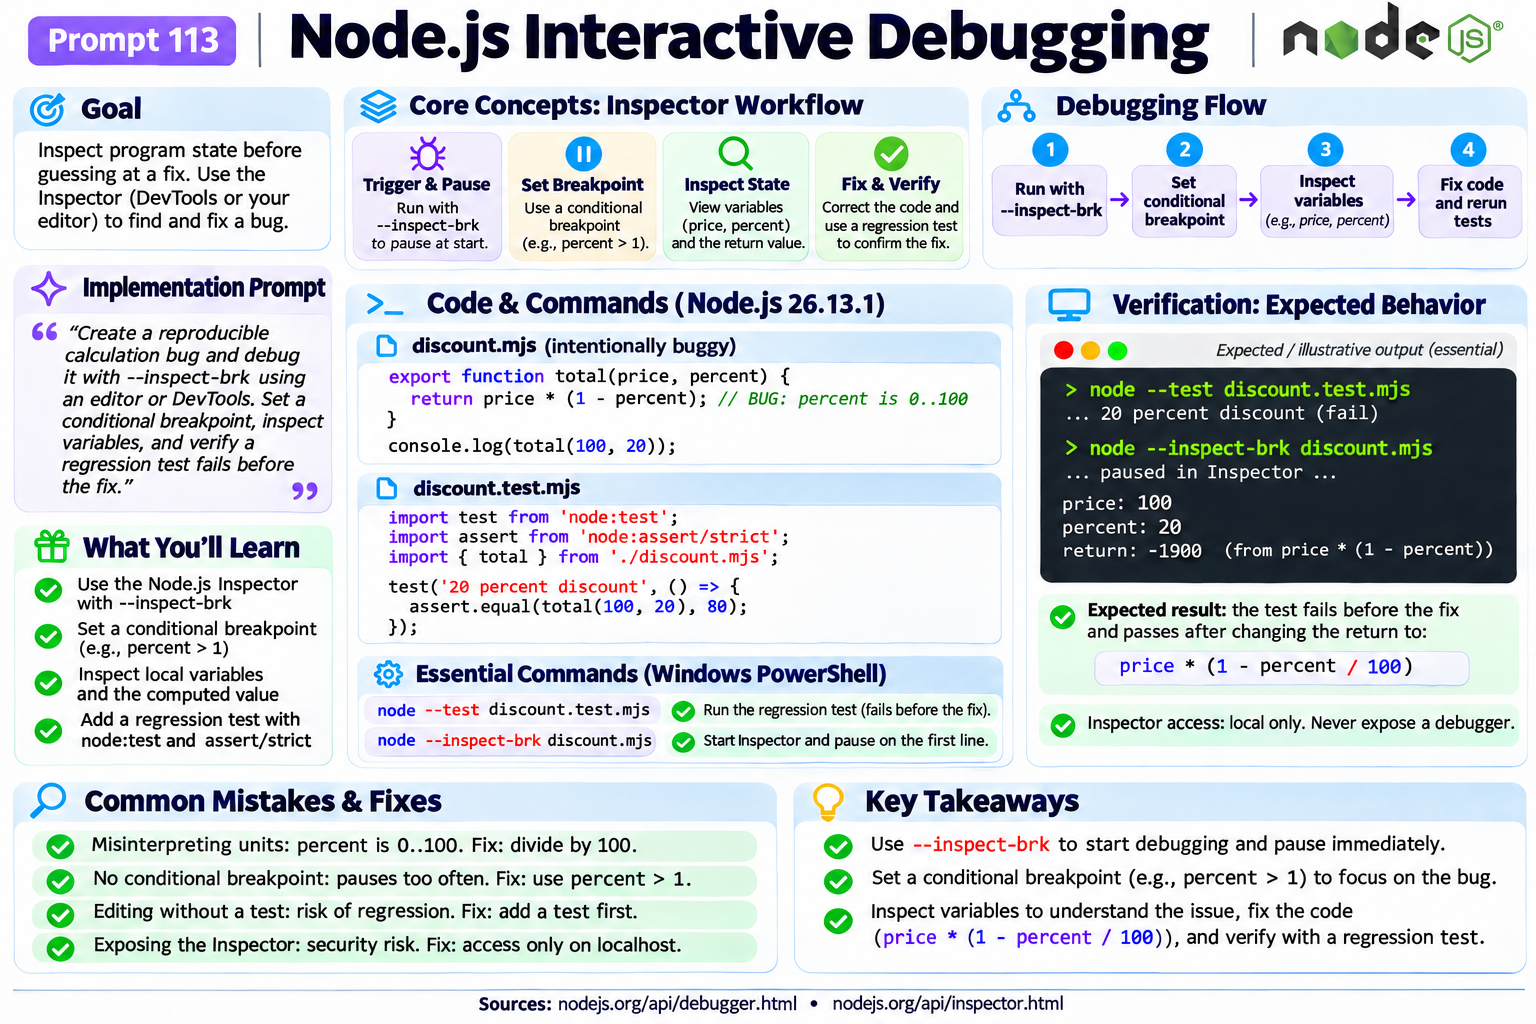 Prompt 113
Node.js Interactive Debugging
node JS®
Goal
Inspect program state before
guessing at a fix. Use the
Inspector (DevTools or your
editor) to find and fix a bug.
Core Concepts: Inspector Workflow
Trigger & Pause
Run with
--inspect-brk
to pause at start.
Set Breakpoint
Use a conditional
breakpoint
(e.g., percent > 1).
Inspect State
View variables
(price, percent)
and the return value.
Fix & Verify
Correct the code and
use a regression test
to confirm the fix.
Debugging Flow
1
Run with
--inspect-brk
2
Set
conditional
breakpoint
3
Inspect
variables
(e.g., price, percent)
4
Fix code
and rerun
tests
Implementation Prompt
“Create a reproducible
calculation bug and debug
it with --inspect-brk using
an editor or DevTools. Set a
conditional breakpoint, inspect
variables, and verify a
regression test fails before
the fix.”
What You’ll Learn
Use the Node.js Inspector
with --inspect-brk
Set a conditional breakpoint
(e.g., percent > 1)
Inspect local variables
and the computed value
Add a regression test with
node:test and assert/strict
Code & Commands (Node.js 26.13.1)
discount.mjs (intentionally buggy)
export function total(price, percent) {
return price * (1 - percent); // BUG: percent is 0..100
}
console.log(total(100, 20));
discount.test.mjs
import test from 'node:test';
import assert from 'node:assert/strict';
import { total } from './discount.mjs';
test('20 percent discount', () => {
assert.equal(total(100, 20), 80);
});
Essential Commands (Windows PowerShell)
node --test discount.test.mjs
Run the regression test (fails before the fix).
node --inspect-brk discount.mjs
Start Inspector and pause on the first line.
Verification: Expected Behavior
Expected / illustrative output (essential)
> node --test discount.test.mjs
... 20 percent discount (fail)
> node --inspect-brk discount.mjs
... paused in Inspector ...
price: 100
percent: 20
return: -1900 (from price * (1 - percent))
Expected result: the test fails before the fix
and passes after changing the return to:
price * (1 - percent / 100)
Inspector access: local only. Never expose a debugger.
Common Mistakes & Fixes
Misinterpreting units: percent is 0..100. Fix: divide by 100.
No conditional breakpoint: pauses too often. Fix: use percent > 1.
Editing without a test: risk of regression. Fix: add a test first.
Exposing the Inspector: security risk. Fix: access only on localhost.
Key Takeaways
Use --inspect-brk to start debugging and pause immediately.
Set a conditional breakpoint (e.g., percent > 1) to focus on the bug.
Inspect variables to understand the issue, fix the code
(price * (1 - percent / 100)), and verify with a regression test.
Sources: nodejs.org/api/debugger.html • nodejs.org/api/inspector.html